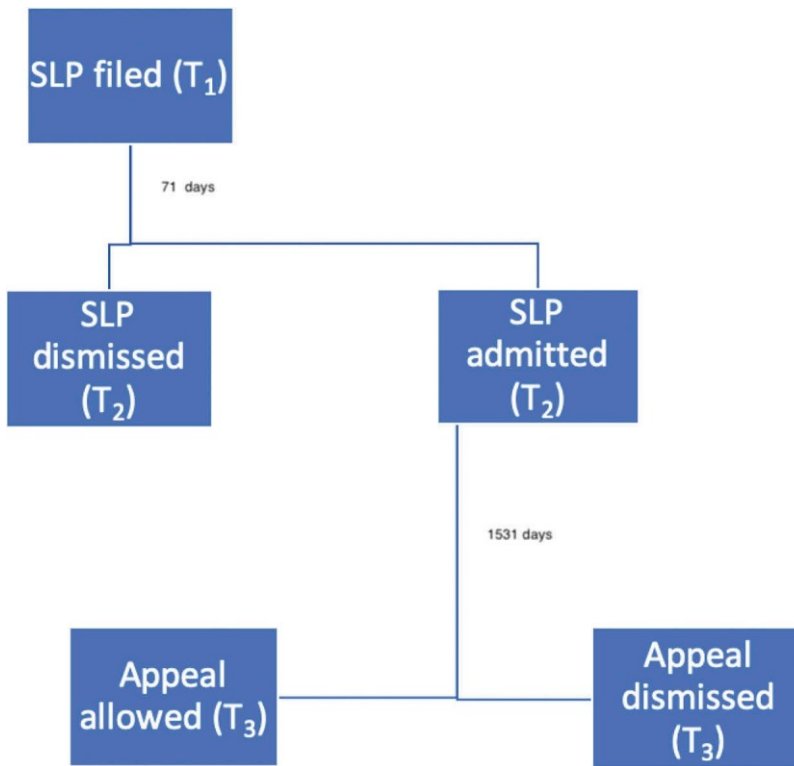 SLP filed (T₁)
71 days
SLP
dismissed
(T₂)
SLP
admitted
(T₂)
1531 days
Appeal
allowed (T₃)
Appeal
dismissed
(T₃)